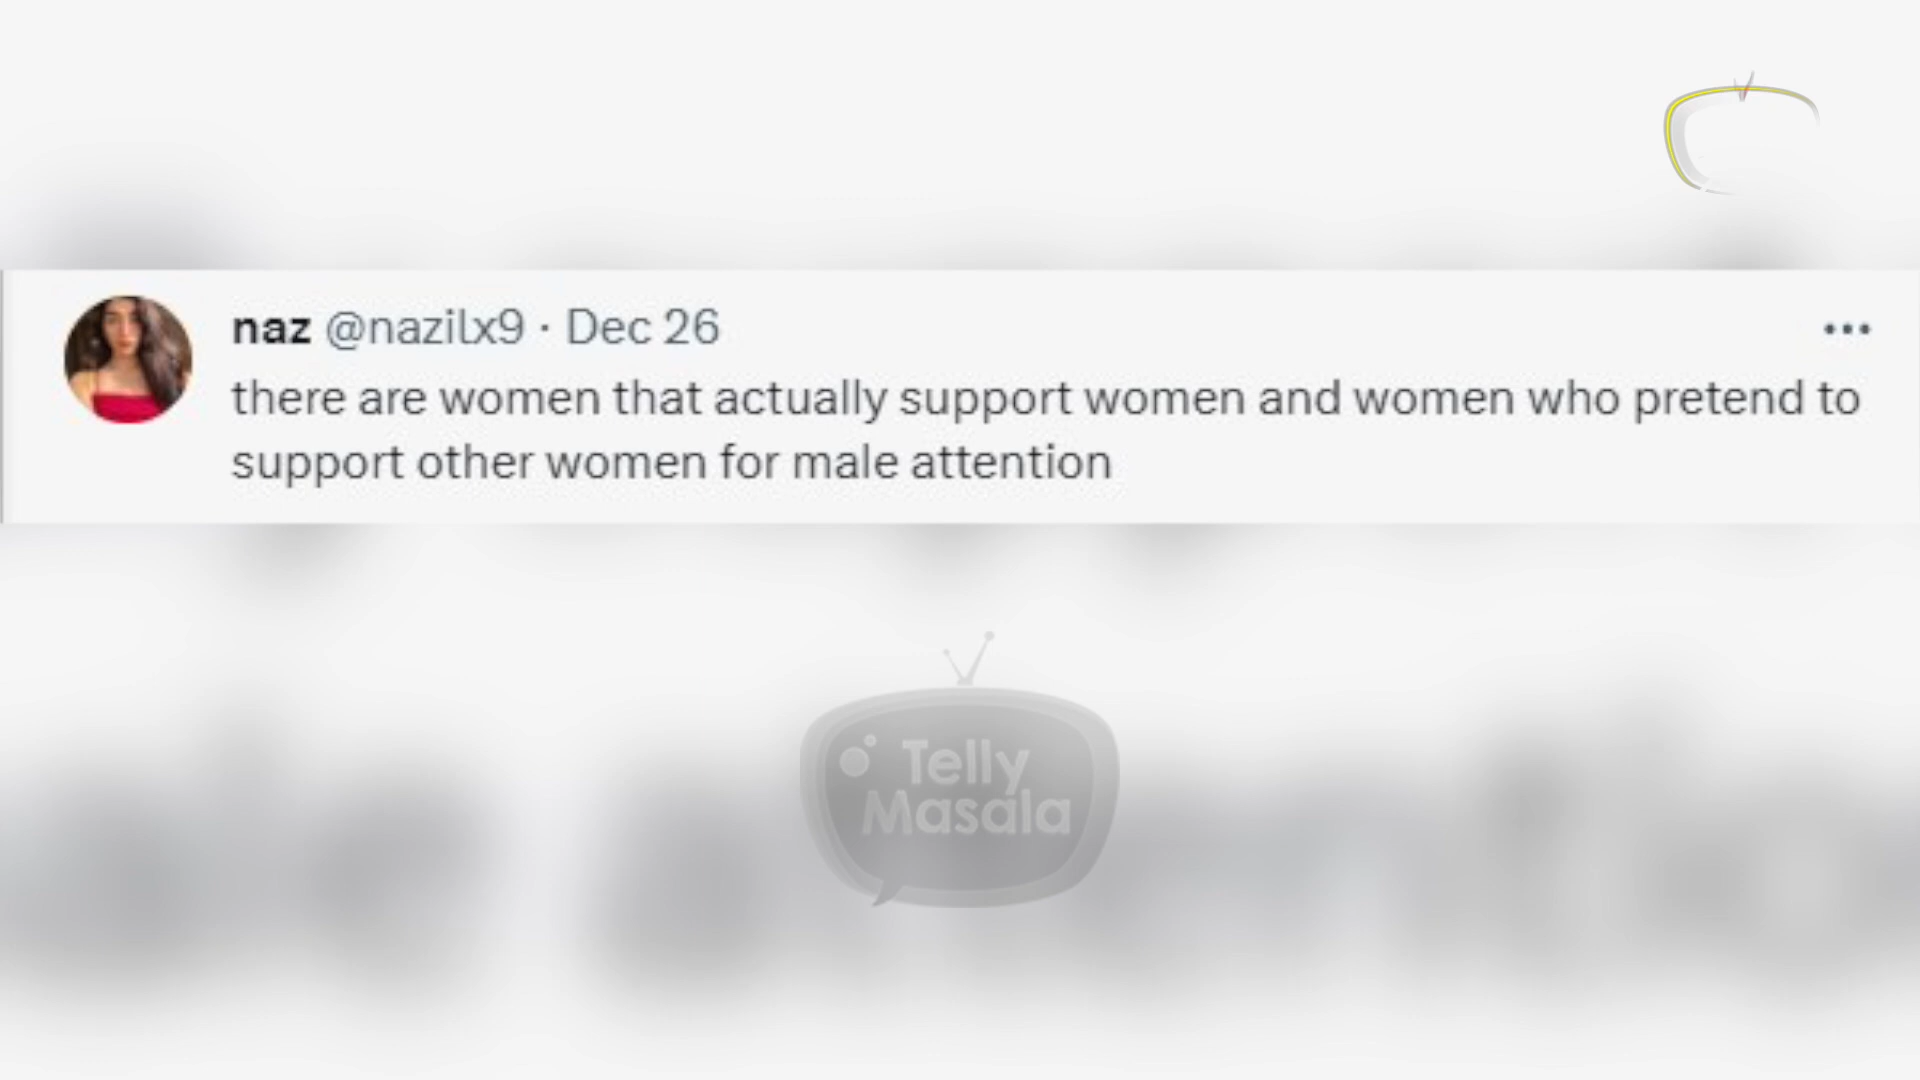 naz @nazilx9 · Dec 26
there are women that actually support women and women who pretend to
support other women for male attention
Telly
Masala